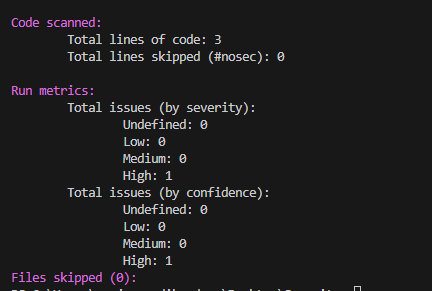 Code scanned:
Total lines of code: 3
Total lines skipped (#nosec): 0
Run metrics:
Total issues (by severity):
Undefined: 0
Low: 0
Medium: 0
High: 1
Total issues (by confidence):
Undefined: 0
Low: 0
Medium: 0
High: 1
Files skipped (0):